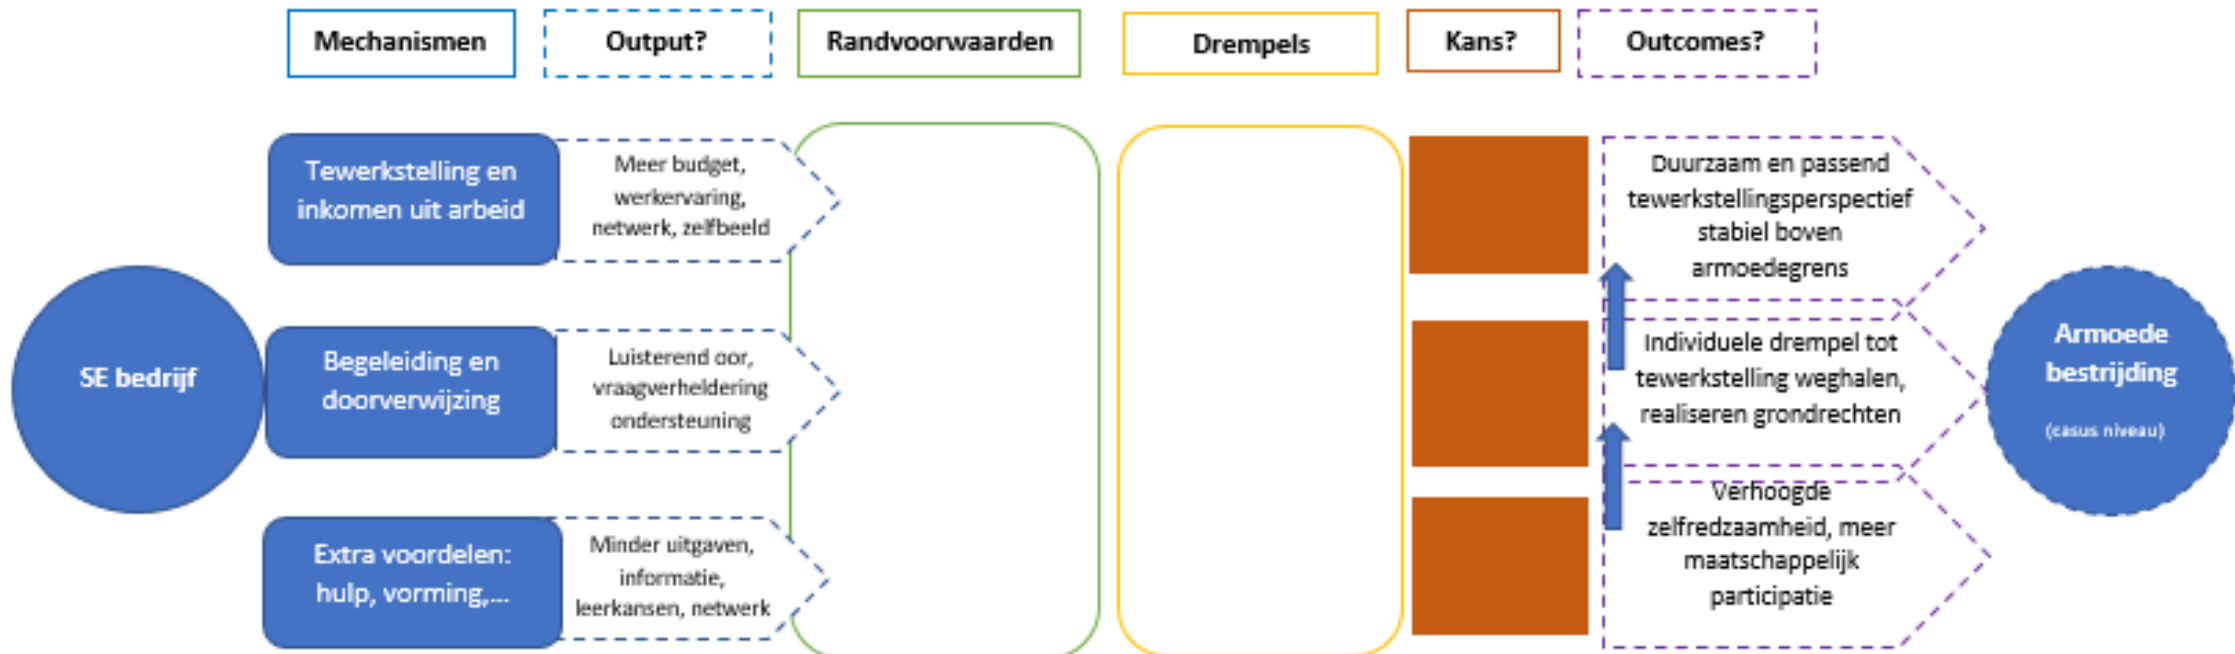 Mechanismen
Output?
Randvoorwaarden
Drempels
Kans?
Outcomes?
SE bedrijf
Tewerkstelling en
inkomen uit arbeid
Meer budget,
werkervaring,
netwerk, zelfbeeld
Duurzaam en passend
tewerkstellingsperspectief
stabiel boven
armoedegrens
Begeleiding en
doorverwijzing
Luisterend oor,
vraagverheldering
ondersteuning
Individuele drempel tot
tewerkstelling weghalen,
realiseren grondrechten
Extra voordelen:
hulp, vorming,...
Minder uitgaven,
informatie,
leerkansen, netwerk
Verhoogde
zelfredzaamheid, meer
maatschappelijk
participatie
Armoede
bestrijding
(casus niveau)